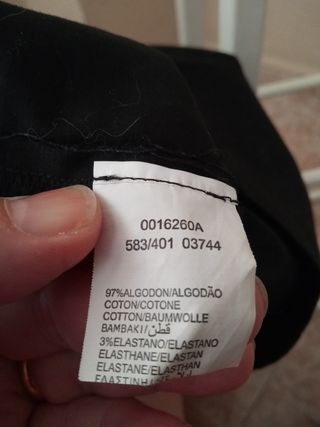 0016260A
583/401 03744
97%ALGODON/ALGODÃO
COTON/COTONE
COTTON/BAUMWOLLE
BAMBAKI/قطن
3%ELASTANO/ELASTANO
ELASTHANE/ELASTAN
ELASTANE/ELASTHAN